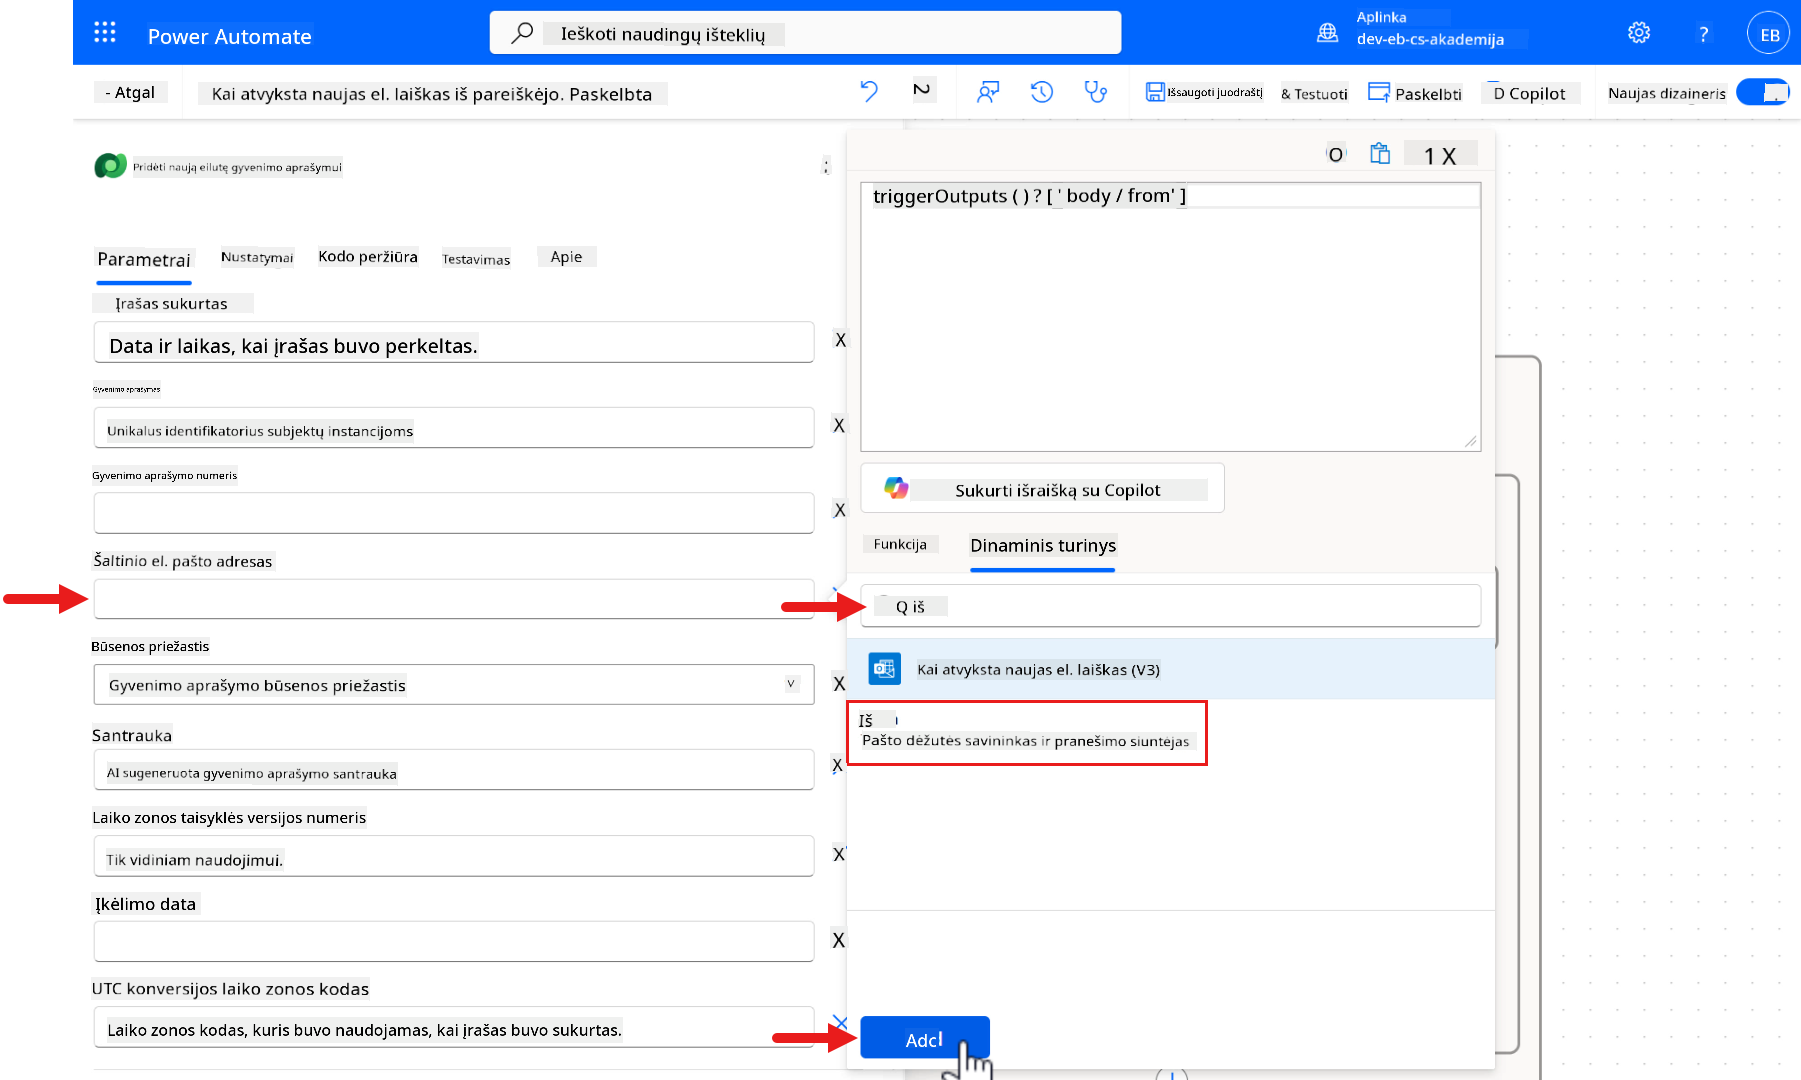 Power Automate
Ieškoti naudingų išteklių
Aplinka
dev-eb-cs-akademija
?
EB
- Atgal
Kai atvyksta naujas el. laiškas iš pareiškėjo. Paskelbta
Išsaugoti juodraštį
& Testuoti
Paskelbti
D Copilot
Naujas dizaineris
Pridėti naują eilutę gyvenimo aprašymui
Parametrai
Nustatymai
Kodo peržiūra
Testavimas
Apie
Įrašas sukurtas
Data ir laikas, kai įrašas buvo perkeltas.
X
Gyvenimo aprašymas
Unikalus identifikatorius subjektų instancijoms
X
Gyvenimo aprašymo numeris
X
Šaltinio el. pašto adresas
Būsenos priežastis
Gyvenimo aprašymo būsenos priežastis
V
X
Santrauka
AI sugeneruota gyvenimo aprašymo santrauka
X
Laiko zonos taisyklės versijos numeris
Tik vidiniam naudojimui.
X
Įkėlimo data
X
UTC konversijos laiko zonos kodas
Laiko zonos kodas, kuris buvo naudojamas, kai įrašas buvo sukurtas.
O
1 X
triggerOutputs ( ) ? [ ' body / from' ]
Sukurti išraišką su Copilot
Funkcija
Dinaminis turinys
Q iš
Kai atvyksta naujas el. laiškas (V3)
Iš
Pašto dėžutės savininkas ir pranešimo siuntėjas
Adcl